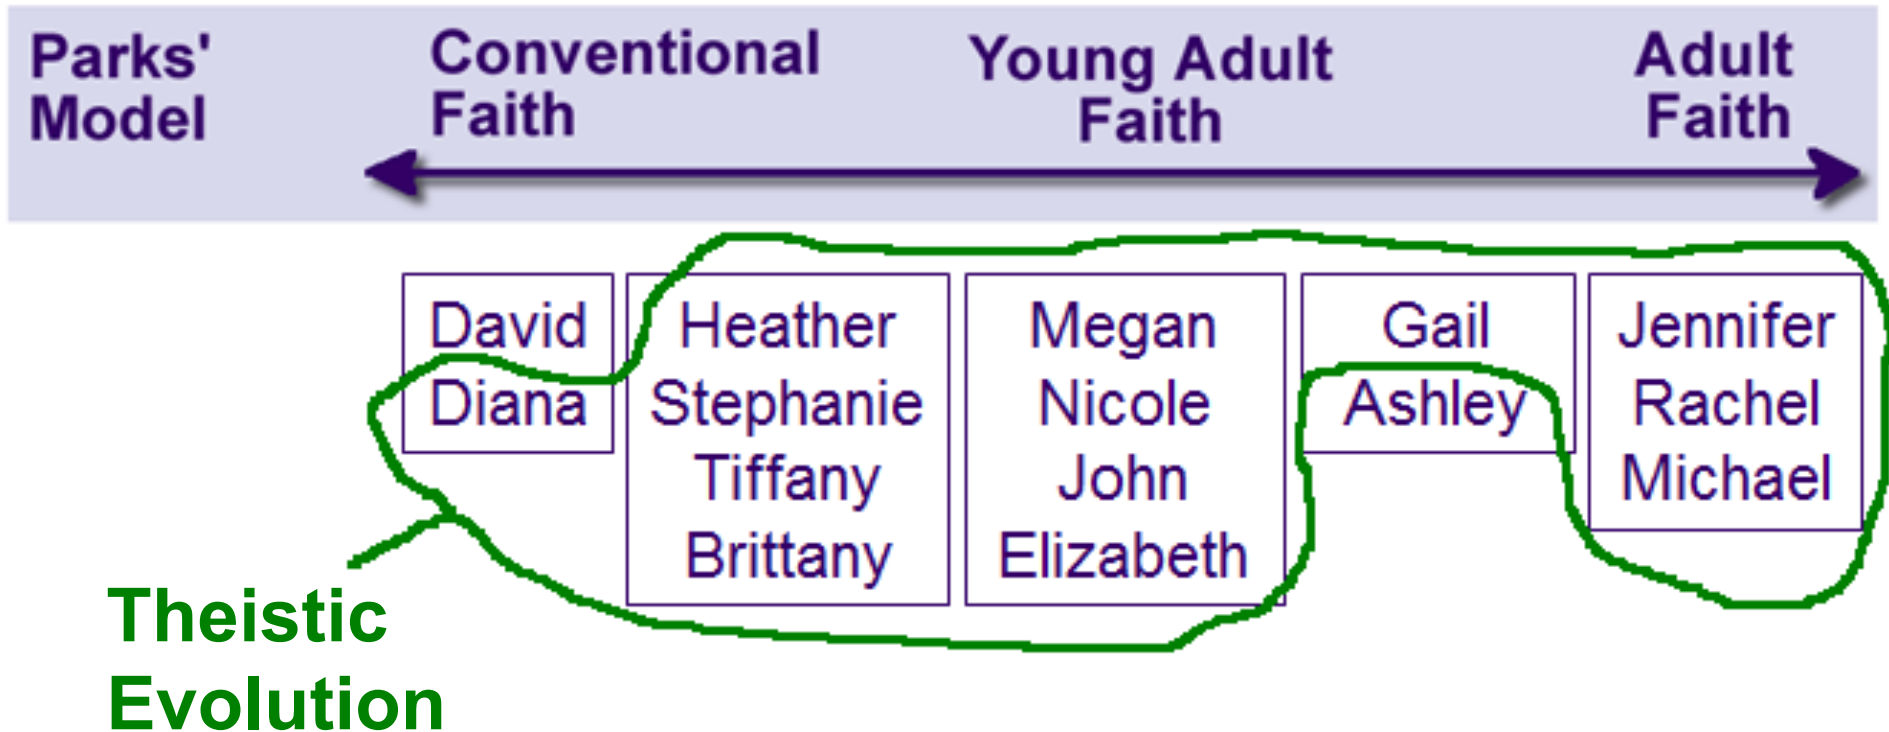 Parks'
Model
Conventional
Faith
Young Adult
Faith
Adult
Faith
David
Diana
Heather
Stephanie
Tiffany
Brittany
Megan
Nicole
John
Elizabeth
Gail
Ashley
Jennifer
Rachel
Michael
Theistic
Evolution